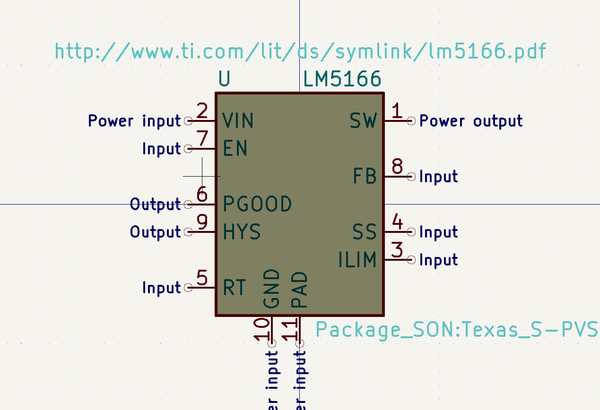 http://www.ti.com/lit/ds/symlink/lm5166.pdf
U LM5166
Power input 2 VIN SW 1 Power output
Input 7 EN
FB 8 Input
Output 6 PGOOD
Output 9 HYS SS 4 Input
ILIM 3 Input
Input 5 RT
GND PAD
10 11
Package_SON:Texas_S-PVS
er input er input